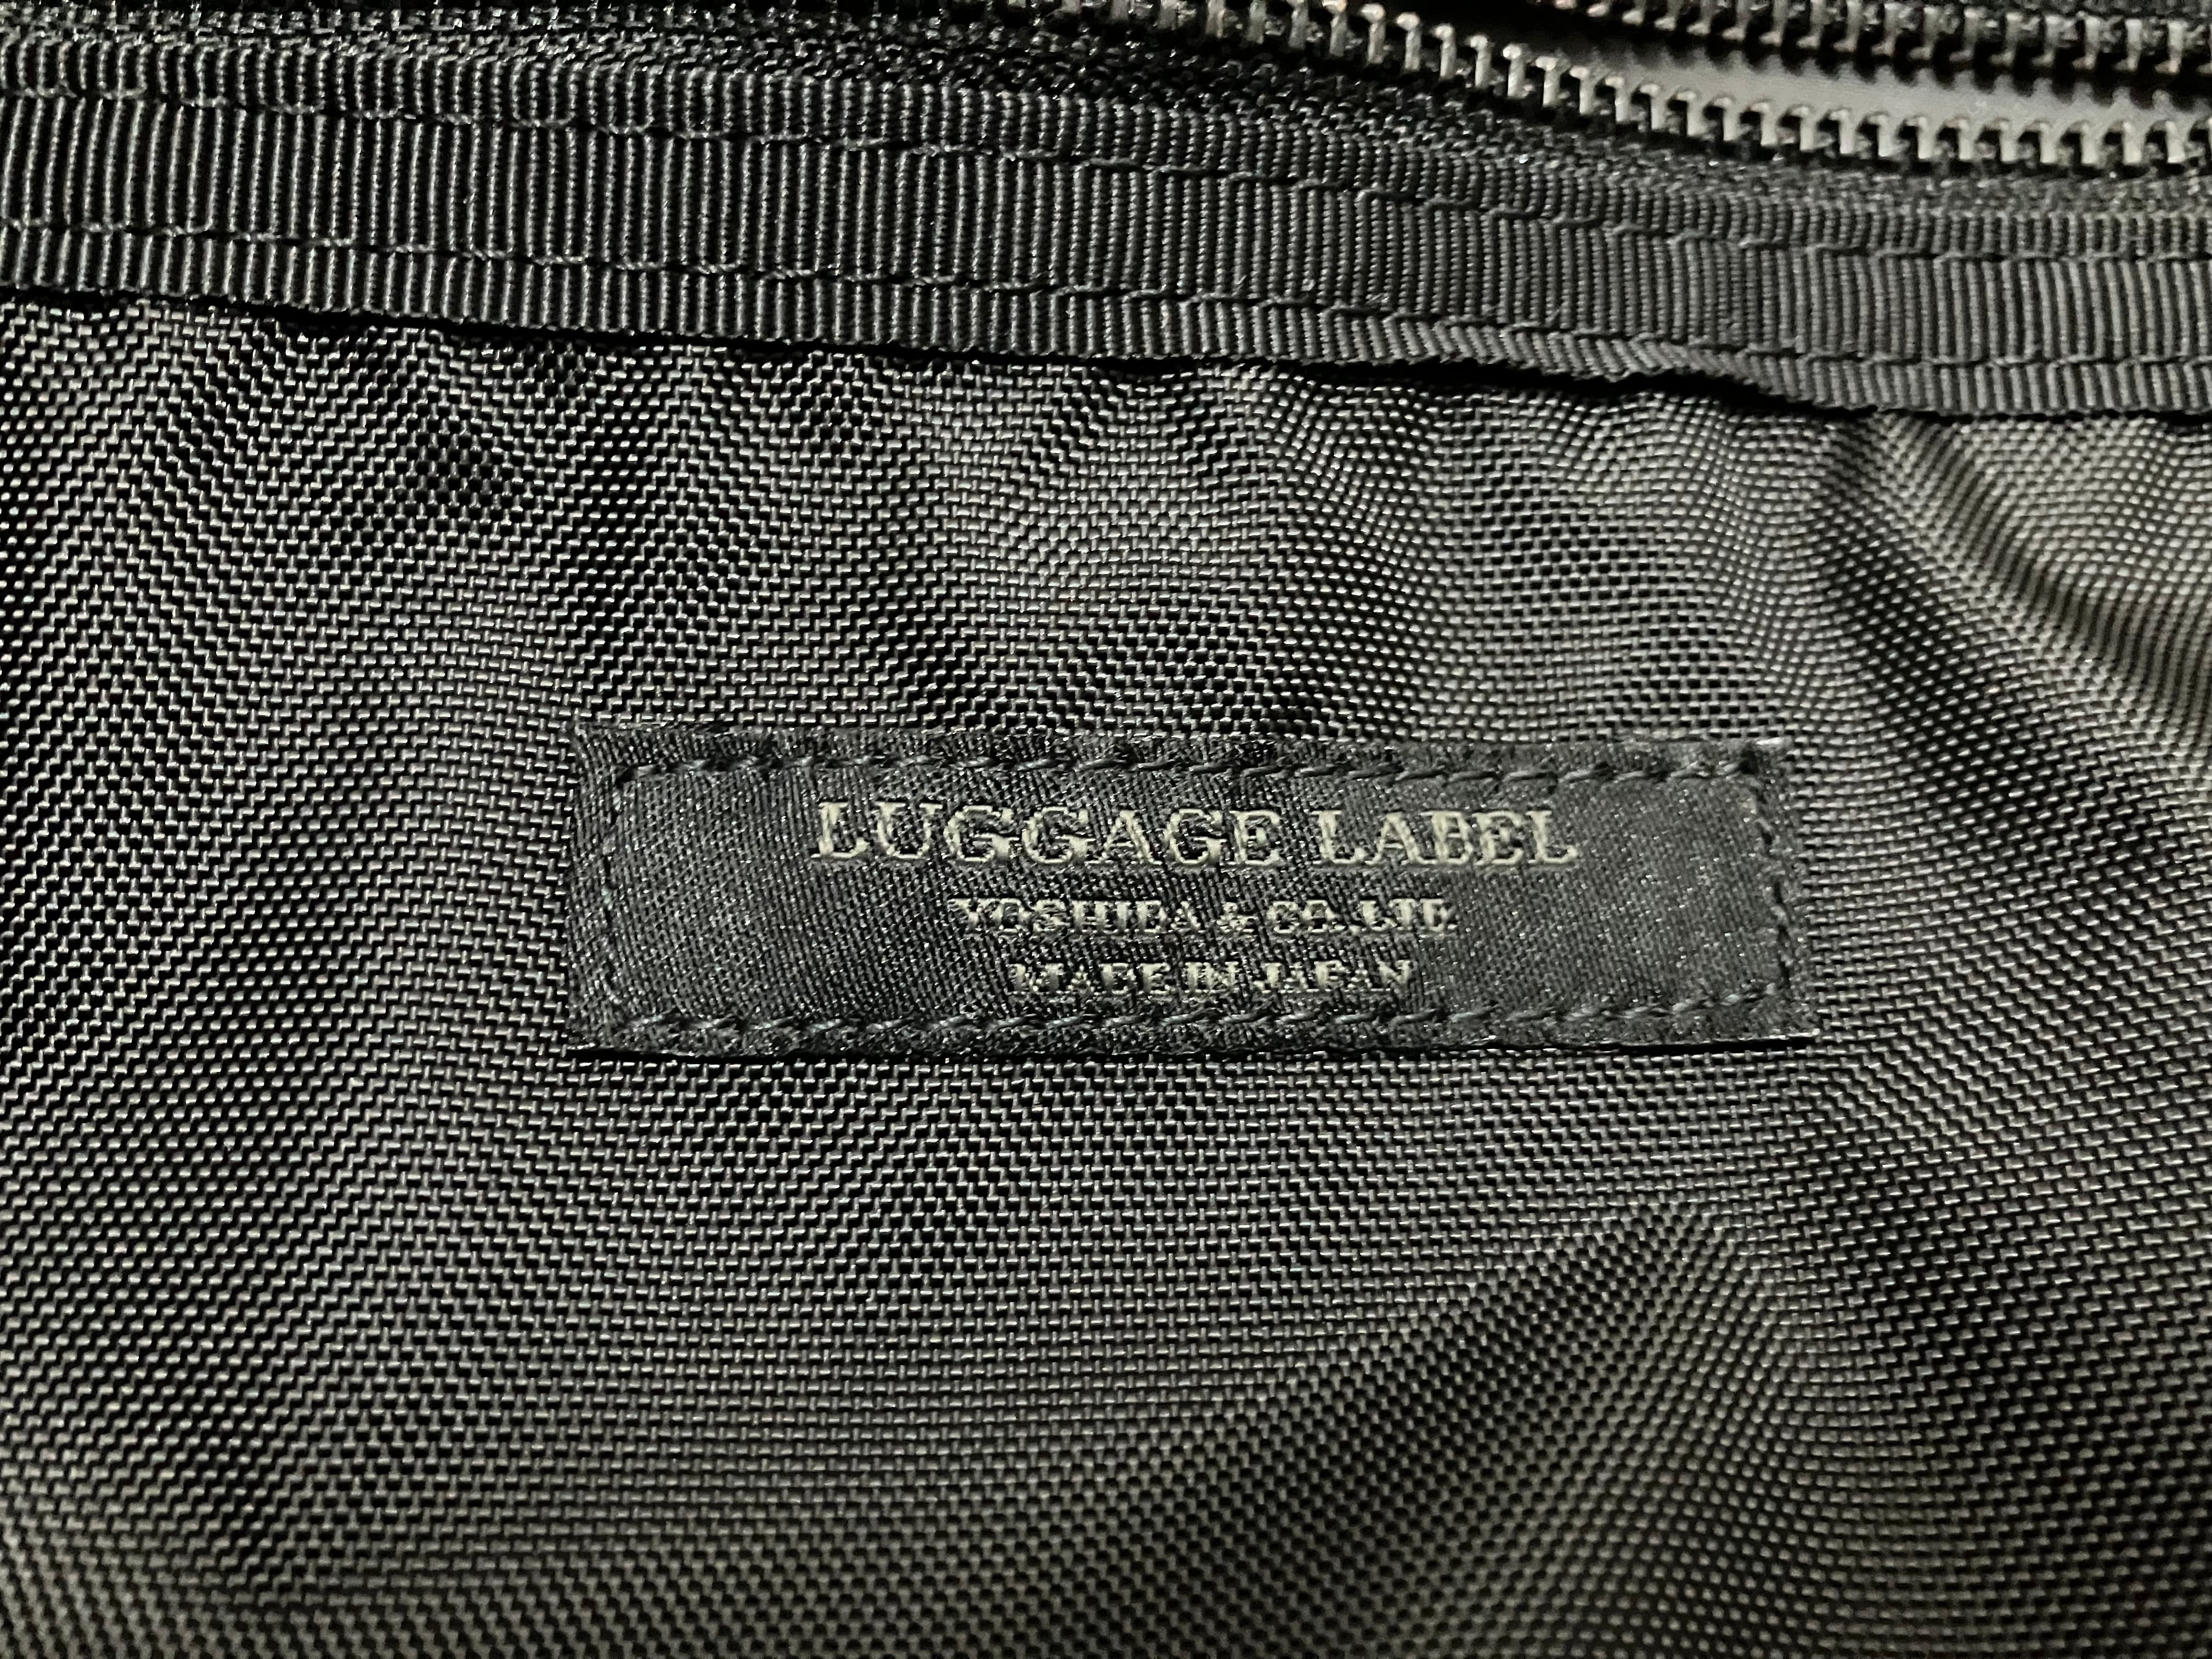 LUGGAGE LABEL
YOSHIDA & CO.,LTD.
MADE IN JAPAN